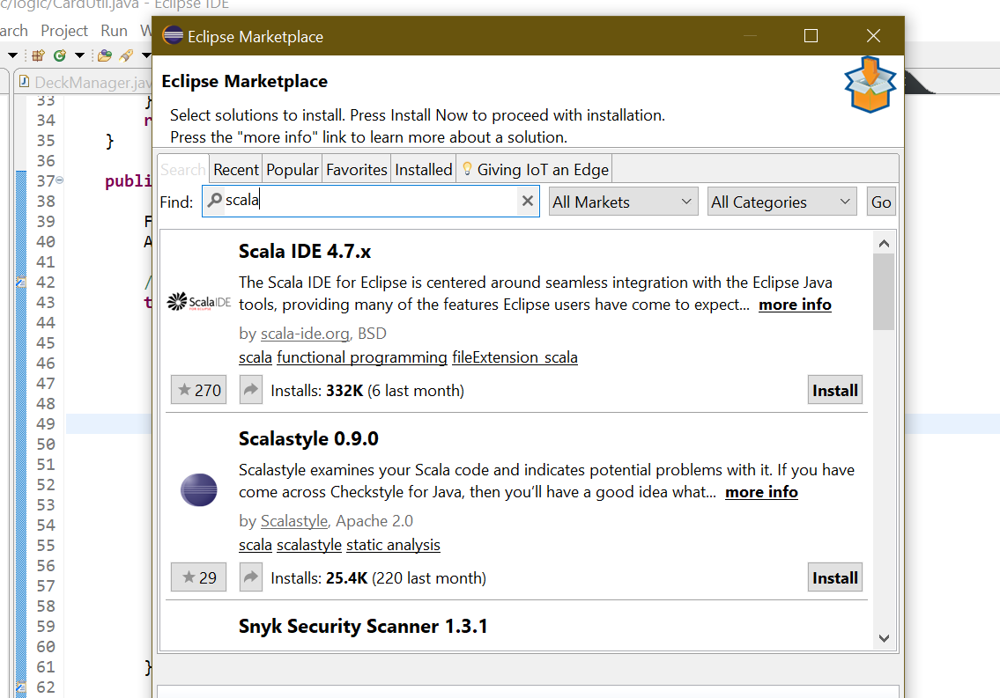 c/logic/CardUtil.java - Eclipse IDE
arch Project Run W
Eclipse Marketplace
DeckManager.jav
Eclipse Marketplace
Select solutions to install. Press Install Now to proceed with installation.
Press the "more info" link to learn more about a solution.
Search Recent Popular Favorites Installed Giving IoT an Edge
Find: scala All Markets All Categories Go
Scala IDE 4.7.x
The Scala IDE for Eclipse is centered around seamless integration with the Eclipse Java
tools, providing many of the features Eclipse users have come to expect... more info
ScalaIDE
FOR ECLIPSE
by scala-ide.org, BSD
scala functional programming fileExtension_scala
270 Installs: 332K (6 last month) Install
Scalastyle 0.9.0
Scalastyle examines your Scala code and indicates potential problems with it. If you have
come across Checkstyle for Java, then you’ll have a good idea what... more info
by Scalastyle, Apache 2.0
scala scalastyle static analysis
29 Installs: 25.4K (220 last month) Install
Snyk Security Scanner 1.3.1
33 }
34 r
35 }
36
37 publi
38
39 F
40 A
41
42 /
43 t
44
45
46
47
48
49
50
51
52
53
54
55
56
57
58
59
60
61 }
62